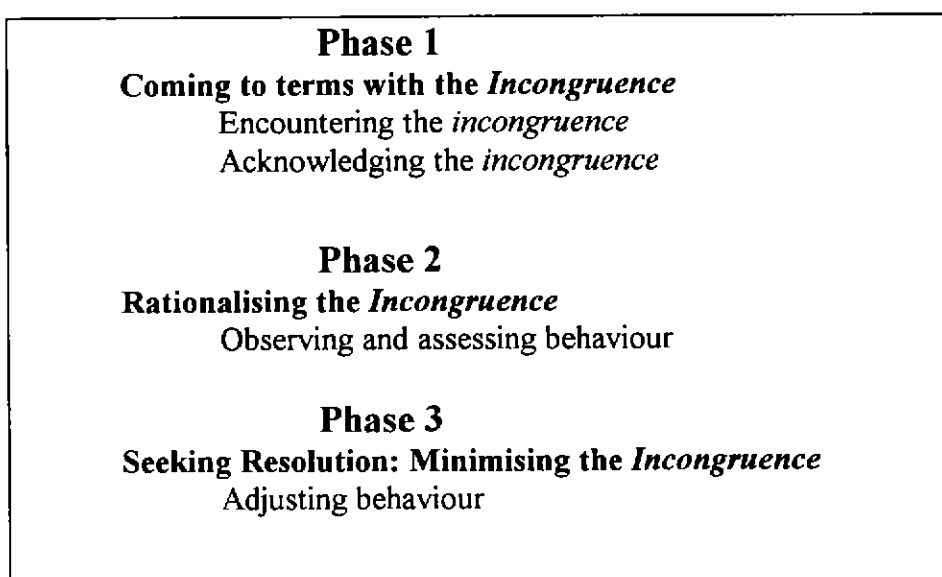 Phase 1
Coming to terms with the Incongruence
Encountering the incongruence
Acknowledging the incongruence
Phase 2
Rationalising the Incongruence
Observing and assessing behaviour
Phase 3
Seeking Resolution: Minimising the Incongruence
Adjusting behaviour